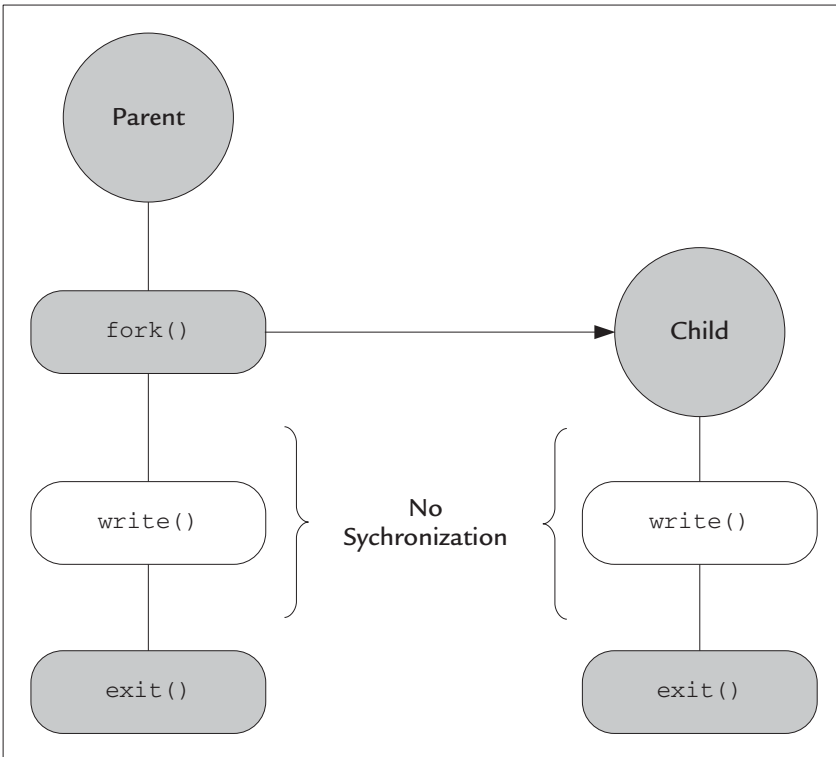 Parent
fork()
Child
write()
No
Sychronization
write()
exit()
exit()